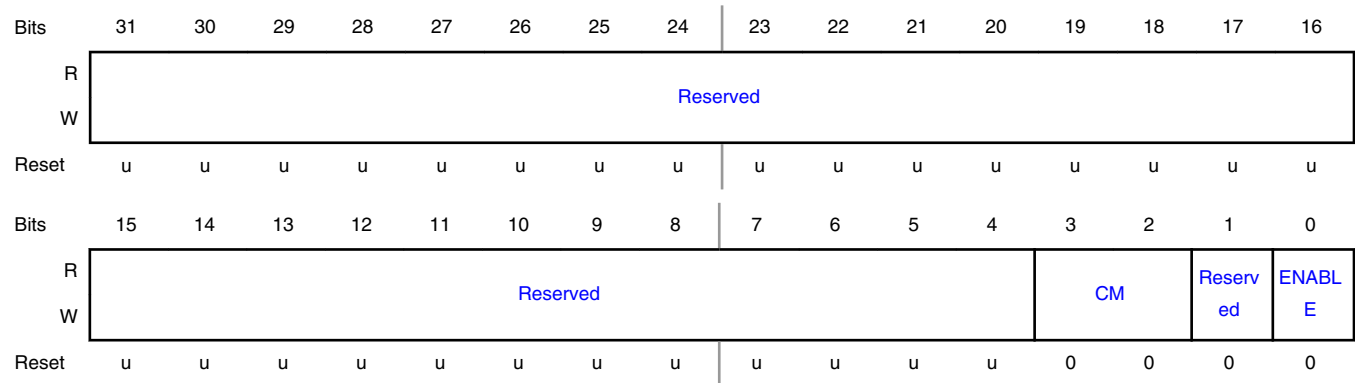 Bits 31 30 29 28 27 26 25 24 23 22 21 20 19 18 17 16
R
Reserved
W
Reset u u u u u u u u u u u u u u u u
Bits 15 14 13 12 11 10 9 8 7 6 5 4 3 2 1 0
R
Reserved CM Reserv ENABL
ed E
W
Reset u u u u u u u u u u u u 0 0 0 0